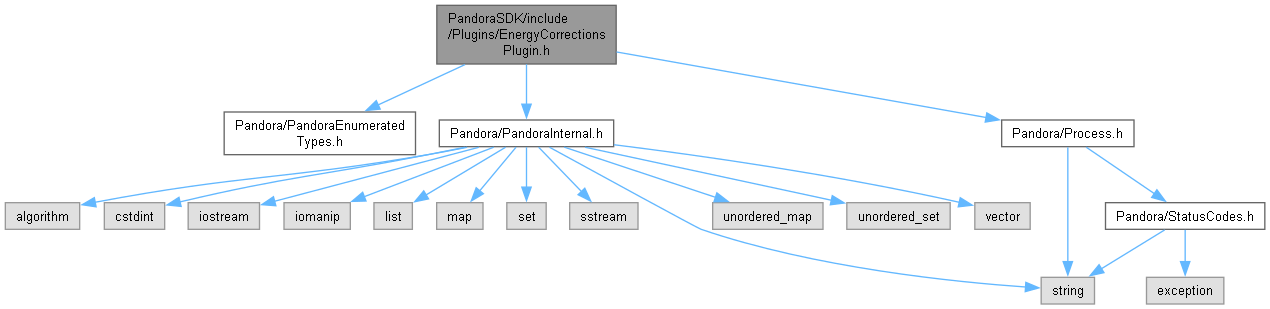 PandoraSDK/include
/Plugins/EnergyCorrections
Plugin.h
Pandora/PandoraEnumerated
Types.h
Pandora/PandoraInternal.h
Pandora/Process.h
algorithm
cstdint
iostream
iomanip
list
map
set
sstream
unordered_map
unordered_set
vector
Pandora/StatusCodes.h
string
exception